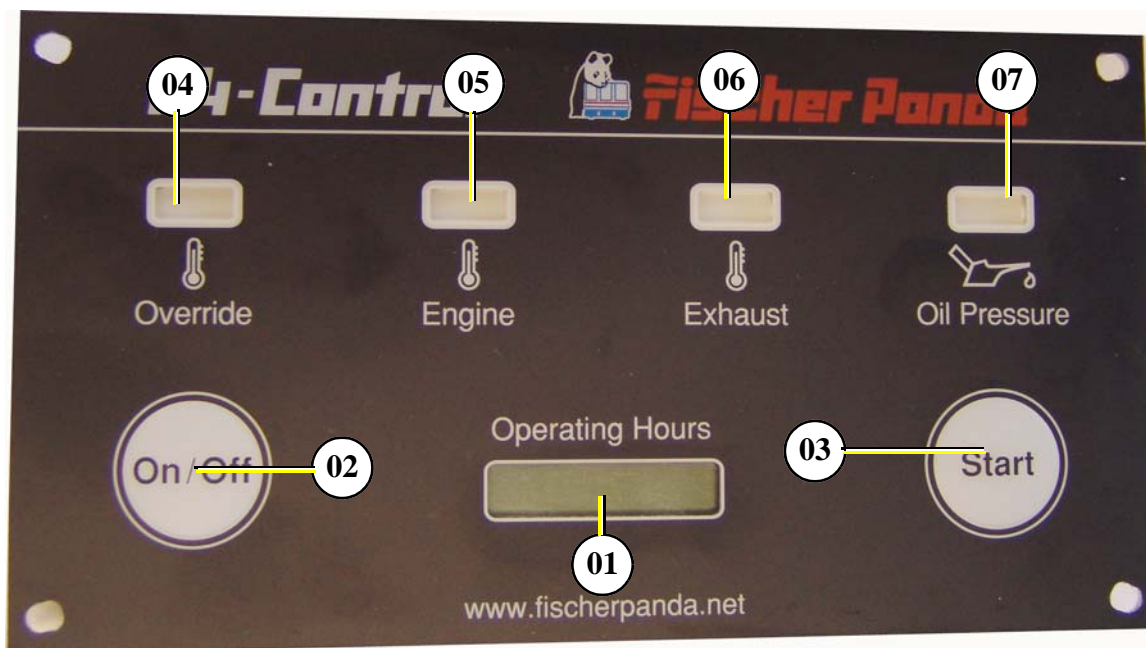 04 05 06 07
Fischer Panda
Override Engine Exhaust Oil Pressure
On/Off
02
Operating Hours
01
03
Start
www.fischerpanda.net